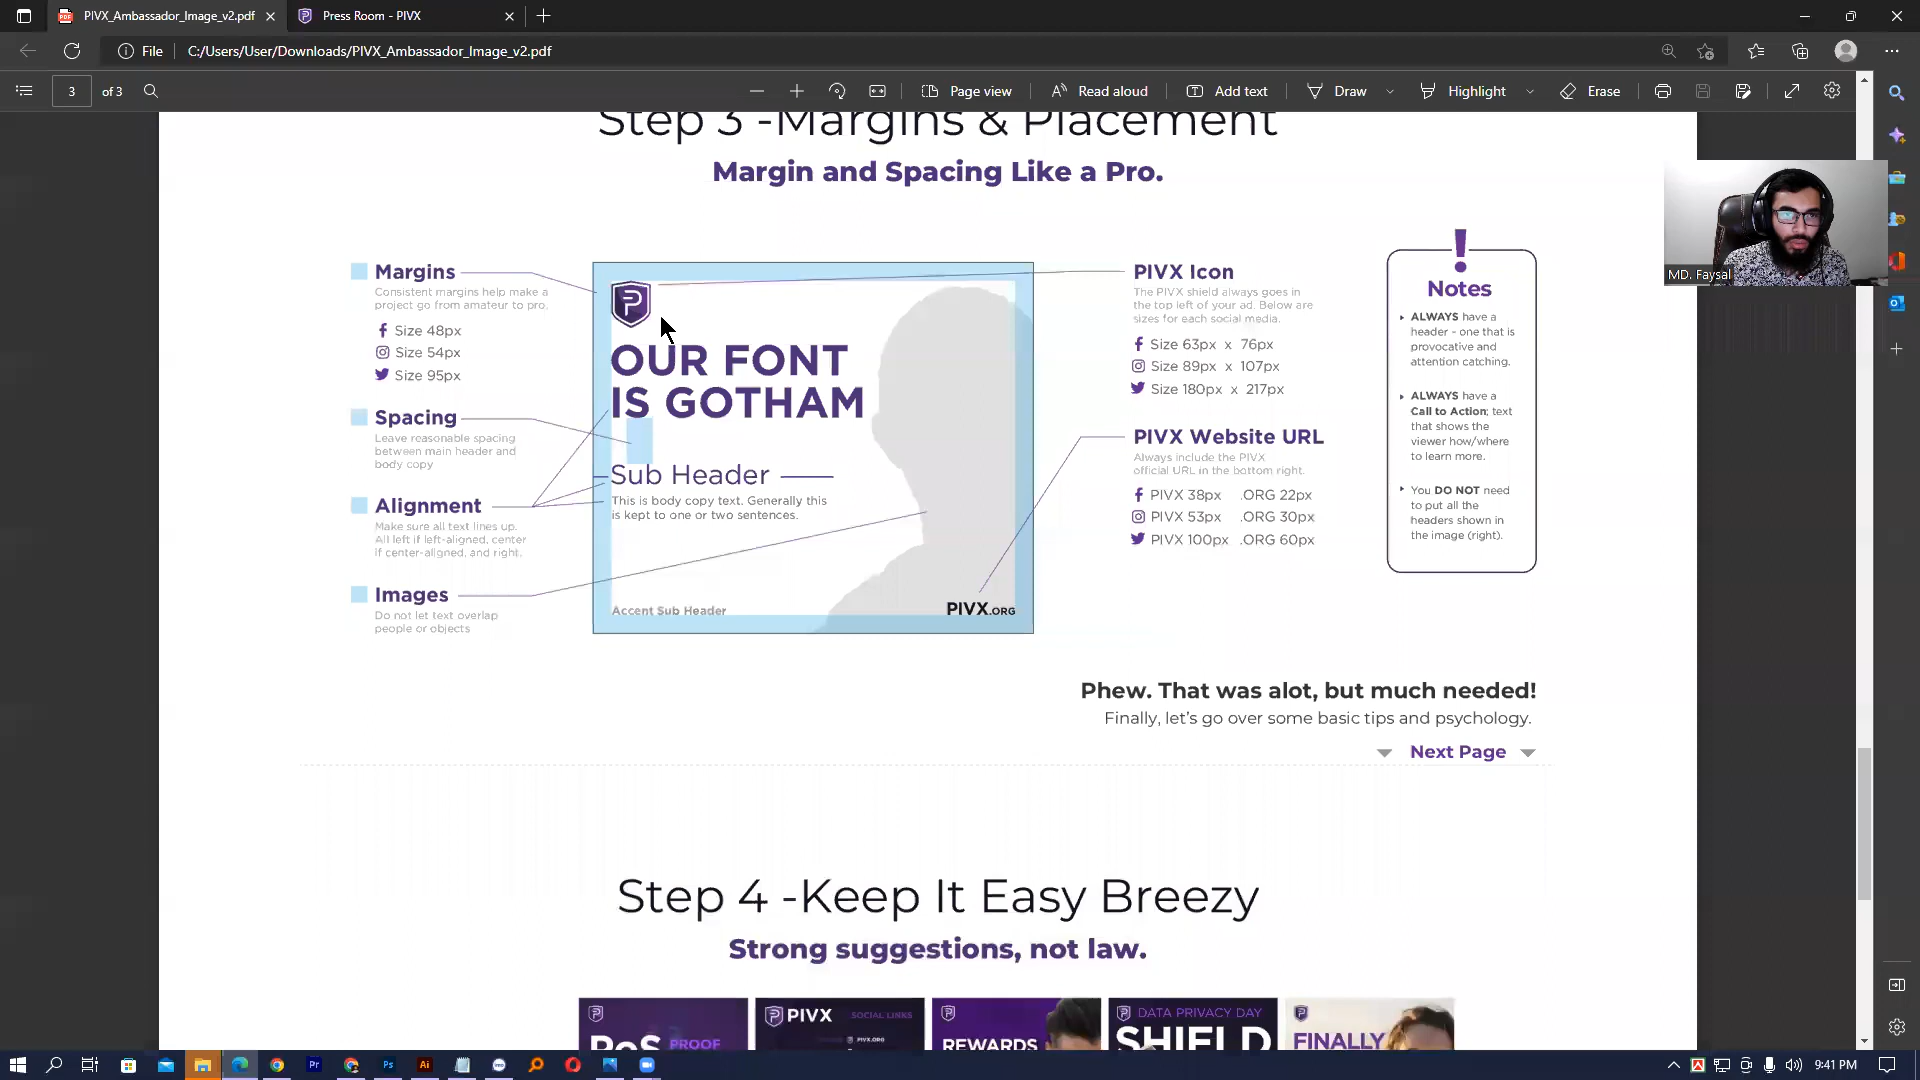 PIVX_Ambassador_Image_v2.pdf
Press Room - PIVX
File
C:/Users/User/Downloads/PIVX_Ambassador_Image_v2.pdf
3
of 3
Page view
Read aloud
Add text
Draw
Highlight
Erase
Step 3 -Margins & Placement
Margin and Spacing Like a Pro.
Margins
Consistent margins help make a
project go from amateur to pro.
Size 48px
Size 54px
Size 95px
Spacing
Leave reasonable spacing
between main header and
body copy
Alignment
Make sure all text lines up.
All left if left-aligned, center
if center-aligned, and right.
Images
Do not let text overlap
people or objects
OUR FONT
IS GOTHAM
Sub Header
This is body copy text. Generally this
is kept to one or two sentences.
Accent Sub Header
PIVX.ORG
PIVX Icon
The PIVX shield always goes in
the top left of your ad. Below are
sizes for each social media.
Size 63px x 76px
Size 89px x 107px
Size 180px x 217px
PIVX Website URL
Always include the PIVX
official URL in the bottom right.
PIVX 38px .ORG 22px
PIVX 53px .ORG 30px
PIVX 100px .ORG 60px
!
Notes
ALWAYS have a
header - one that is
provocative and
attention catching.
ALWAYS have a
Call to Action; text
that shows the
viewer how/where
to learn more.
You DO NOT need
to put all the
headers shown in
the image (right).
MD. Faysal
Phew. That was alot, but much needed!
Finally, let's go over some basic tips and psychology.
Next Page
Step 4 -Keep It Easy Breezy
Strong suggestions, not law.
PoS PROOF
PIVX SOCIAL LINKS
PIVX.ORG
REWARDS
DATA PRIVACY DAY
SHIELD
FINALLY
Pr
Ps
Ai
9:41 PM